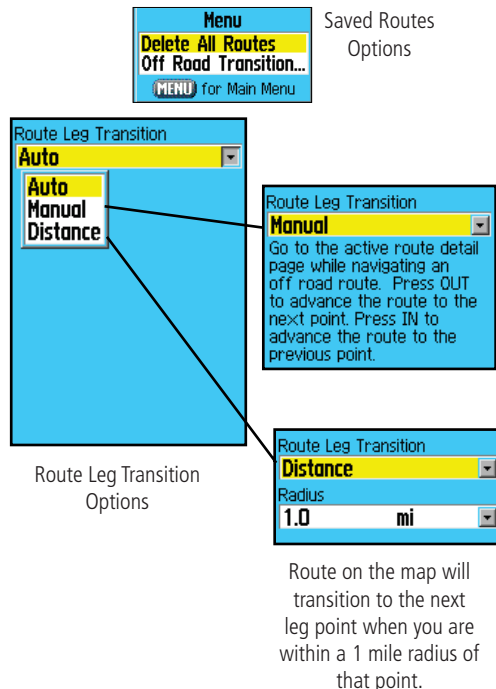 Menu
Delete All Routes
Off Road Transition...
MENU for Main Menu
Saved Routes
Options
Route Leg Transition
Auto
Auto
Manual
Distance
Route Leg Transition
Options
Route Leg Transition
Manual
Go to the active route detail
page while navigating an
off road route. Press OUT
to advance the route to the
next point. Press IN to
advance the route to the
previous point.
Route Leg Transition
Distance
Radius
1.0 mi
Route on the map will
transition to the next
leg point when you are
within a 1 mile radius of
that point.